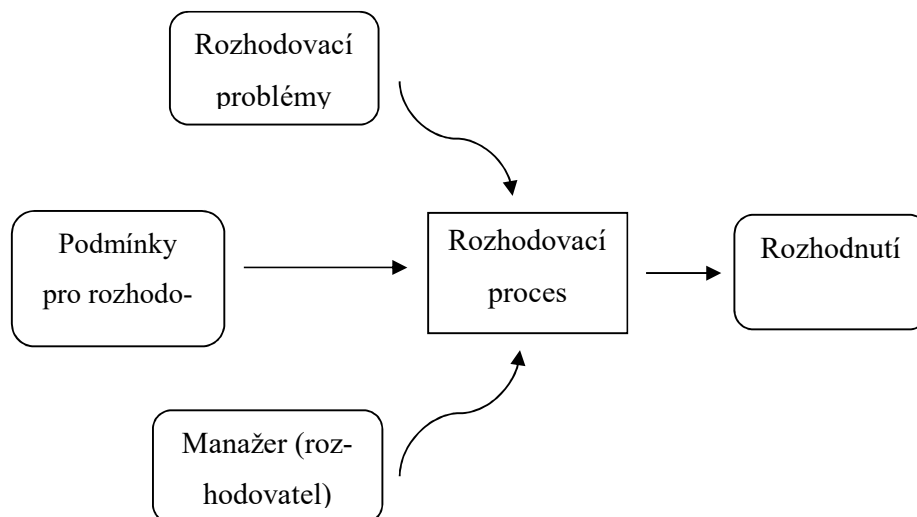 Rozhodovací
problémy
Podmínky
pro rozhodo-
Rozhodovací
proces
Rozhodnutí
Manažer (roz-
hodovatel)